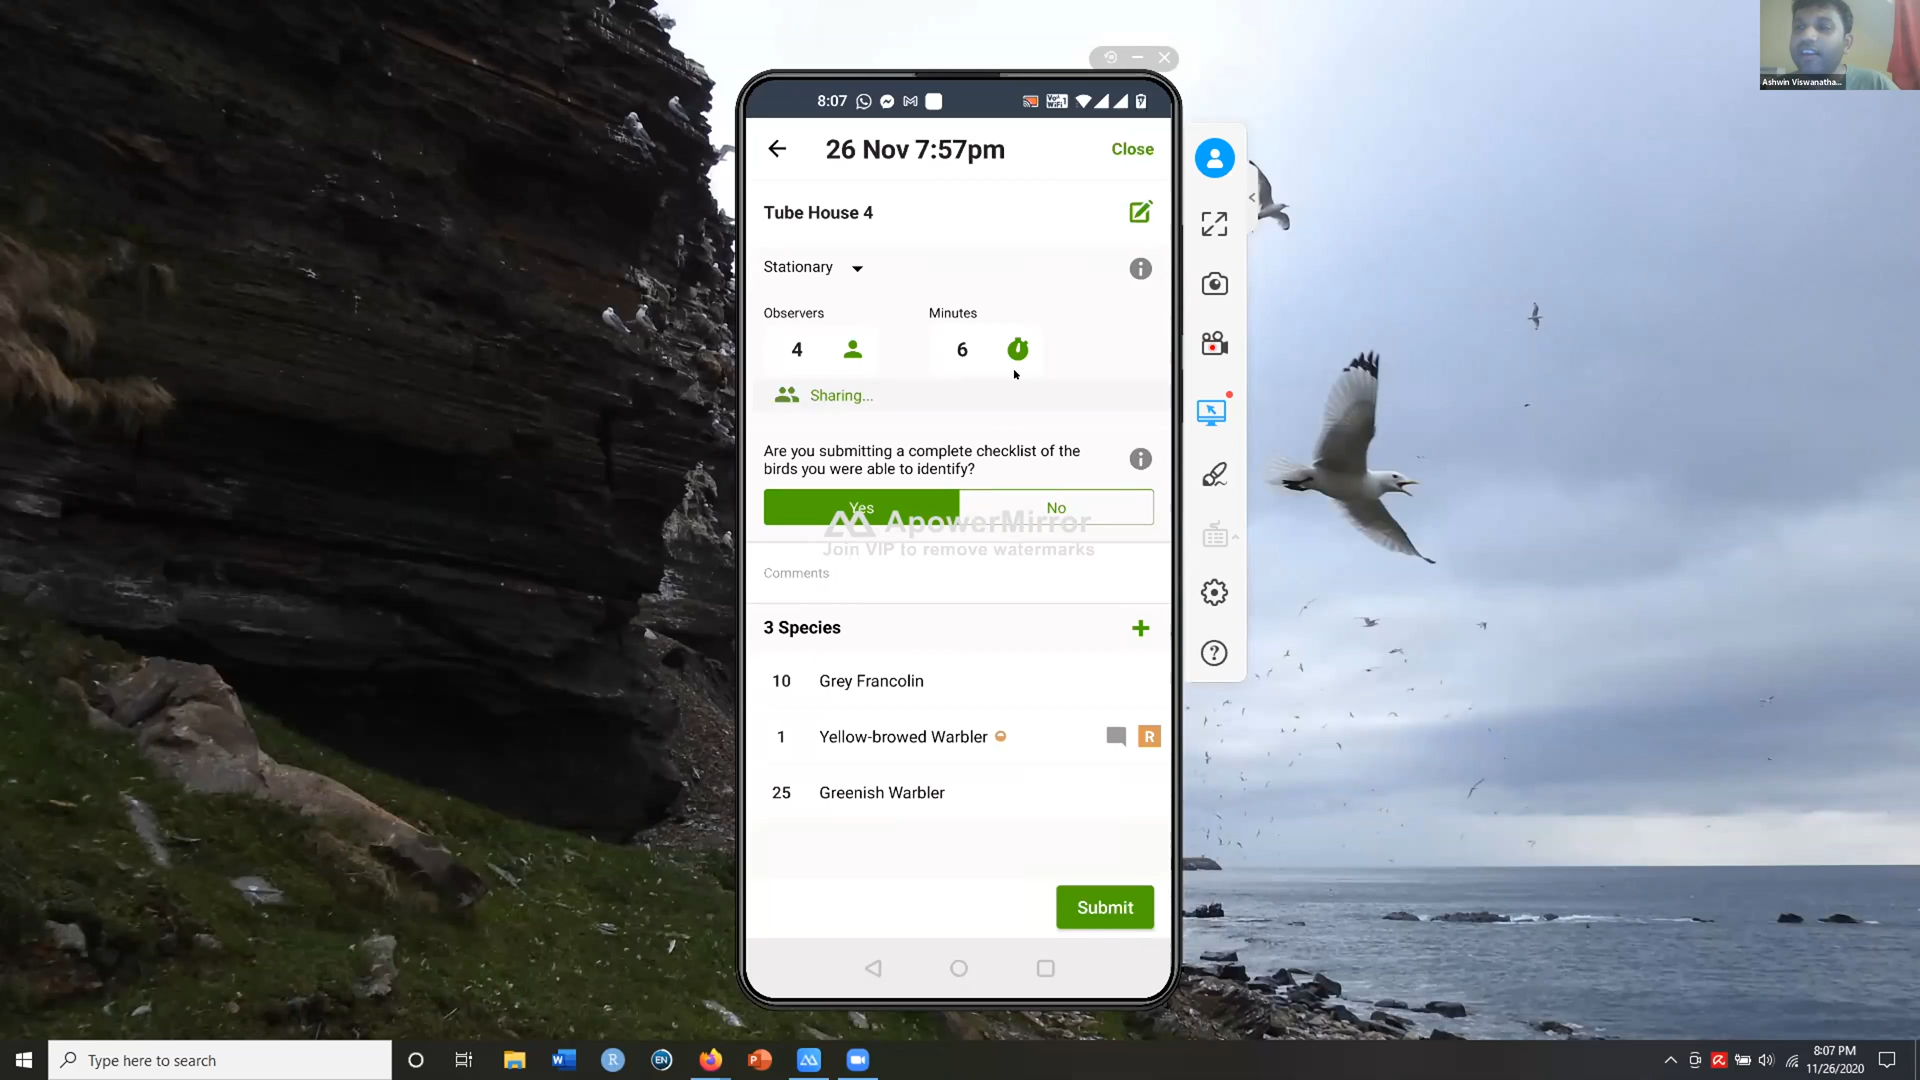 Ashwin Viswanatha...
8:07
26 Nov 7:57pm
Close
Tube House 4
Stationary
Observers
Minutes
4
6
Sharing...
Are you submitting a complete checklist of the
birds you were able to identify?
Yes
No
ApowerMirror
Join VIP to remove watermarks
Comments
3 Species
10 Grey Francolin
1 Yellow-browed Warbler R
25 Greenish Warbler
Submit
Type here to search
8:07 PM
11/26/2020